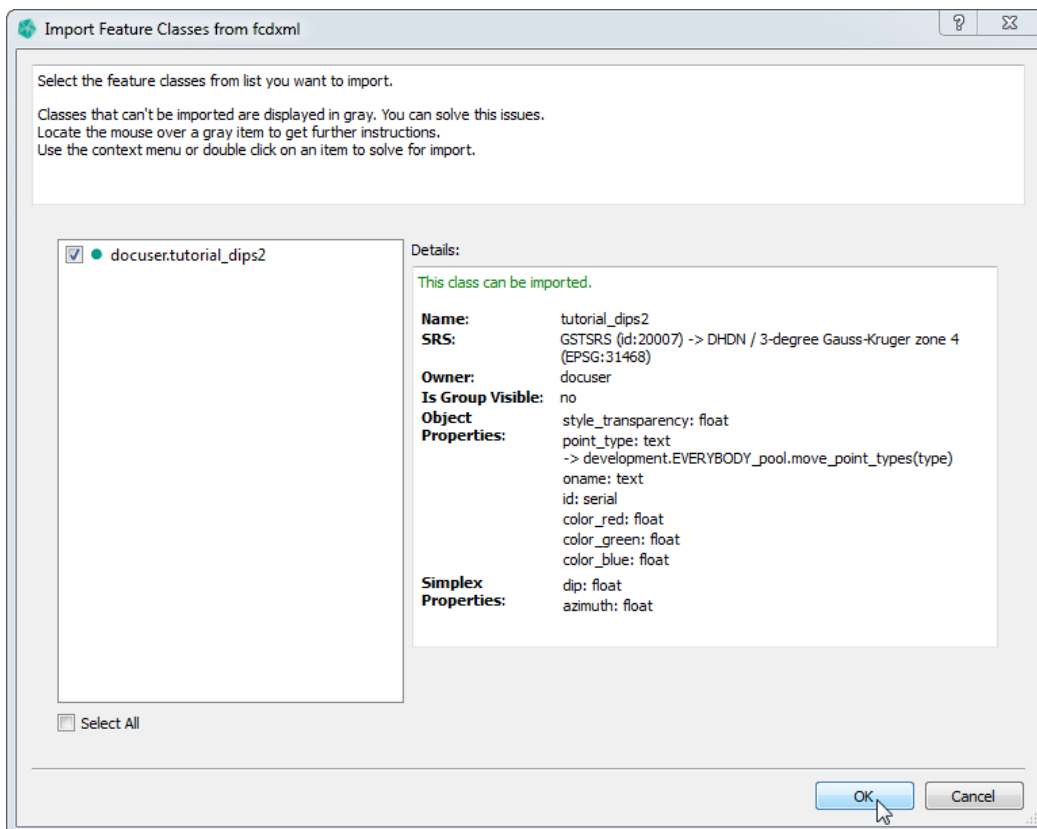 Import Feature Classes from fcdxml
Select the feature classes from list you want to import.
Classes that can't be imported are displayed in gray. You can solve this issues.
Locate the mouse over a gray item to get further instructions.
Use the context menu or double click on an item to solve for import.
docuser.tutorial_dips2
Details:
This class can be imported.
Name: tutorial_dips2
SRS: GSTSRS (id:20007) -> DHDN / 3-degree Gauss-Kruger zone 4
(EPSG:31468)
Owner: docuser
Is Group Visible: no
Object style_transparency: float
Properties: point_type: text
-> development.EVERYBODY_pool.move_point_types(type)
oname: text
id: serial
color_red: float
color_green: float
color_blue: float
Simplex dip: float
Properties: azimuth: float
Select All
OK Cancel